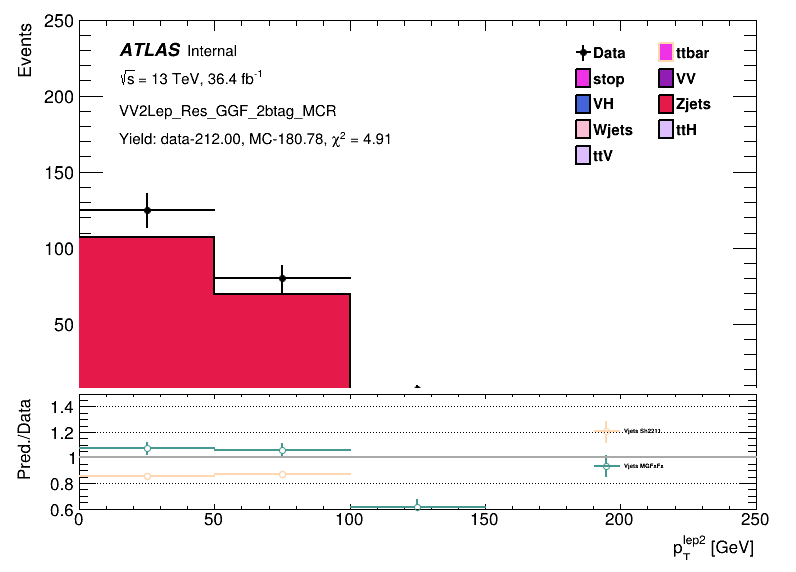 Events
250
200
150
100
50
ATLAS Internal
√s = 13 TeV, 36.4 fb⁻¹
VV2Lep_Res_GGF_2btag_MCR
Yield: data-212.00, MC-180.78, χ² = 4.91
Data
ttbar
stop
VV
VH
Zjets
Wjets
ttH
ttV
Pred./Data
1.4
1.2
1
0.8
0.6
Vjets Sh2211
Vjets MGFxFx
0
50
100
150
200
250
p_T^lep2 [GeV]